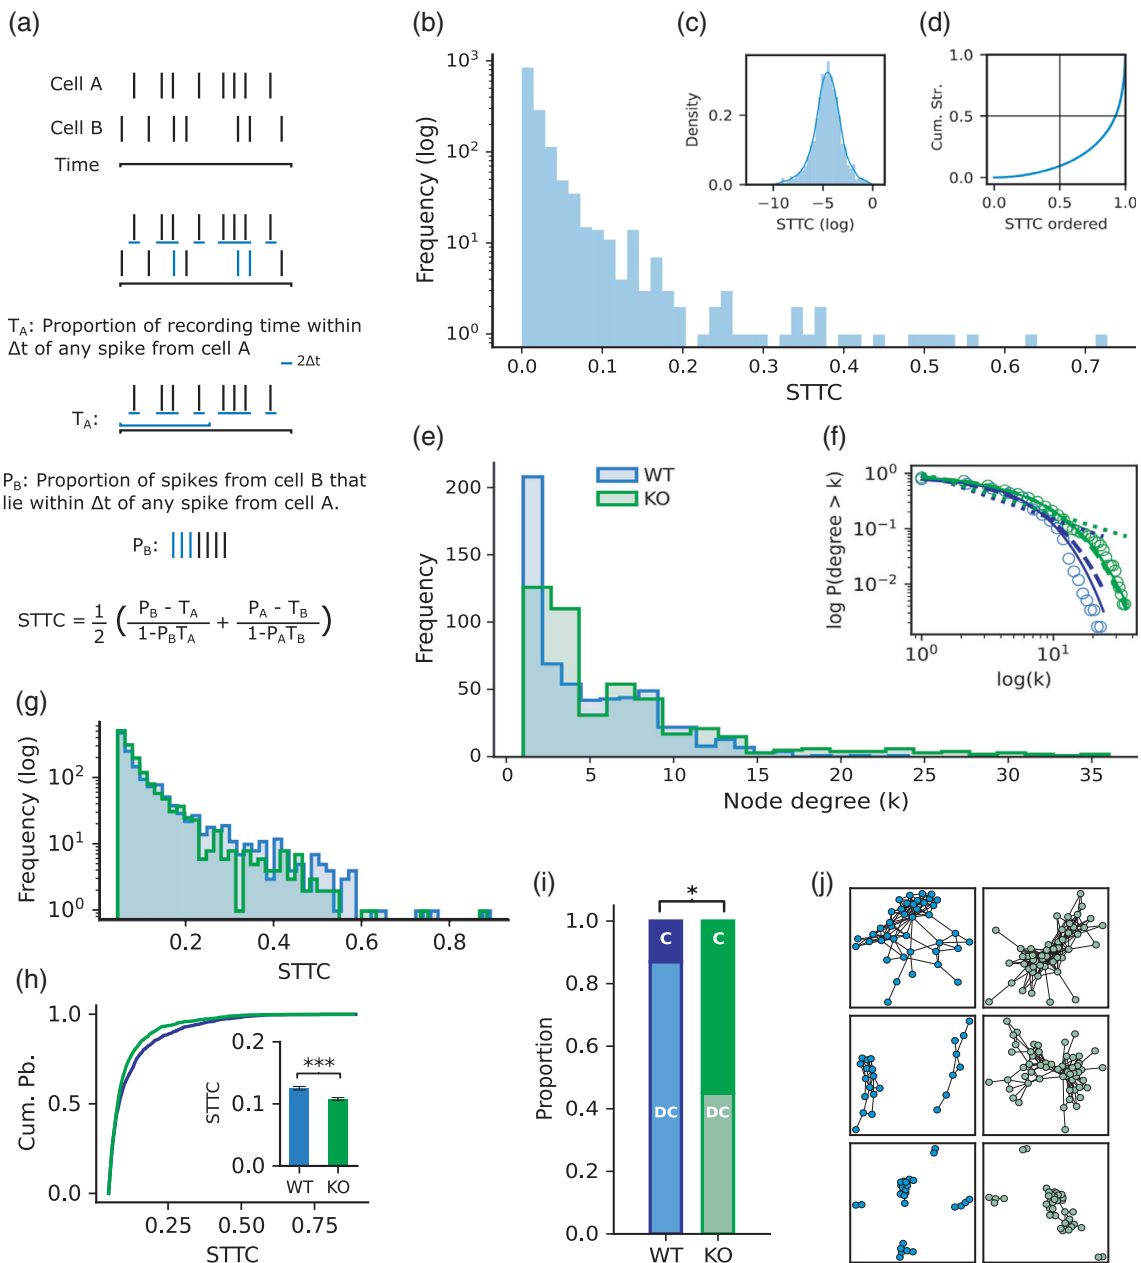 (a)
Cell A
Cell B
Time
T_A: Proportion of recording time within
Δt of any spike from cell A
2Δt
T_A:
P_B: Proportion of spikes from cell B that
lie within Δt of any spike from cell A.
P_B:
STTC = 1/2 ( (P_B - T_A)/(1-P_BT_A) + (P_A - T_B)/(1-P_AT_B) )
(b)
Frequency (log)
10^3
10^2
10^1
10^0
0.0 0.1 0.2 0.3 0.4 0.5 0.6 0.7
STTC
(c)
Density
0.2
0.0
−10 −5 0
STTC (log)
(d)
Cum. Str.
1.0
0.5
0.0
0.0 0.5 1.0
STTC ordered
(e)
WT
KO
Frequency
200
150
100
50
0
0 5 10 15 20 25 30 35
Node degree (k)
(f)
log P(degree > k)
10^0
10^-1
10^-2
10^0 10^1
log(k)
(g)
Frequency (log)
10^2
10^1
10^0
0.2 0.4 0.6 0.8
STTC
(h)
Cum. Pb.
1.0
0.5
0.0
0.25 0.50 0.75
STTC
STTC
0.2
0.1
0.0
***
WT KO
(i)
*
Proportion
1.0
0.8
0.6
0.4
0.2
0.0
C C
DC DC
WT KO
(j)